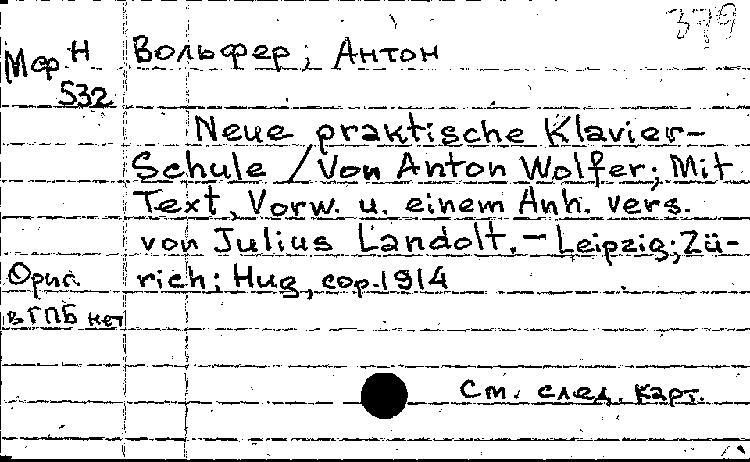 379
Мф. Н Вольфер, Антон
532
Neue praktische Klavier-
Schule / Von Anton Wolfer; Mit
Text, Vorw. u. einem Anh. vers.
von Julius Landolt. – Leipzig; Zü-
Ориг. rich: Hug, cop. 1914
в ГПБ нет
См. след. карт.